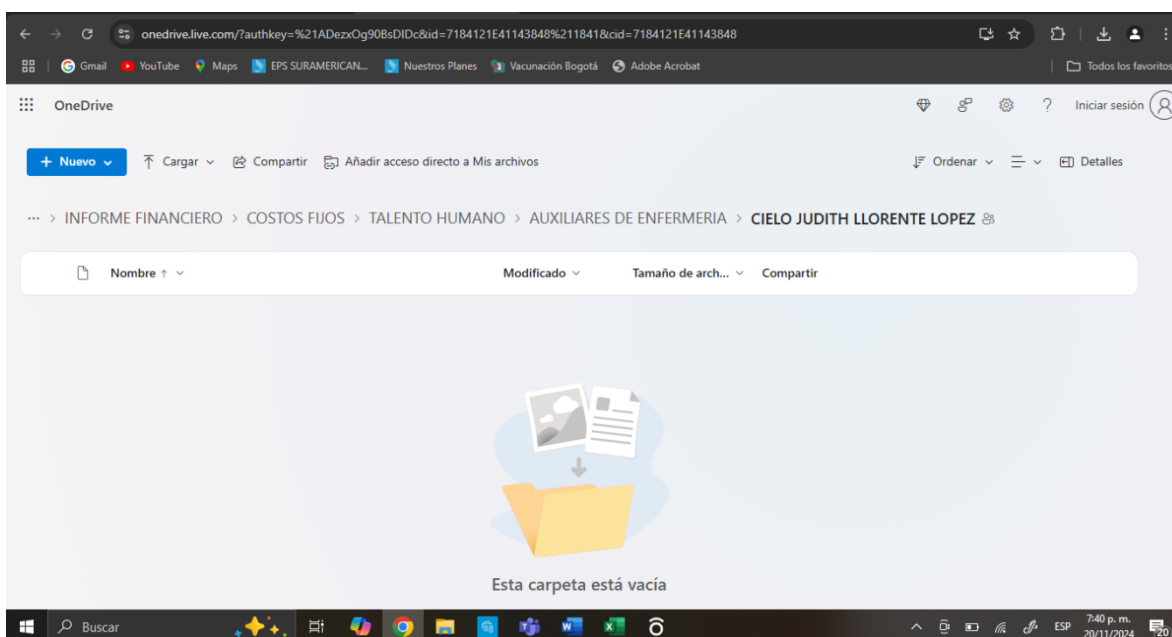 onedrive.live.com/?authkey=%21ADezxOg90BsDIDc&id=7184121E41143848%211841&cid=7184121E41143848
Gmail YouTube Maps EPS SURAMERICAN... Nuestros Planes Vacunación Bogotá Adobe Acrobat Todos los favoritos
OneDrive ? Iniciar sesión
+ Nuevo Cargar Compartir Añadir acceso directo a Mis archivos Ordenar Detalles
... > INFORME FINANCIERO > COSTOS FIJOS > TALENTO HUMANO > AUXILIARES DE ENFERMERIA > CIELO JUDITH LLORENTE LOPEZ
Nombre ↑ Modificado Tamaño de arch... Compartir
Esta carpeta está vacía
Buscar ESP 7:40 p. m.
20/11/2024